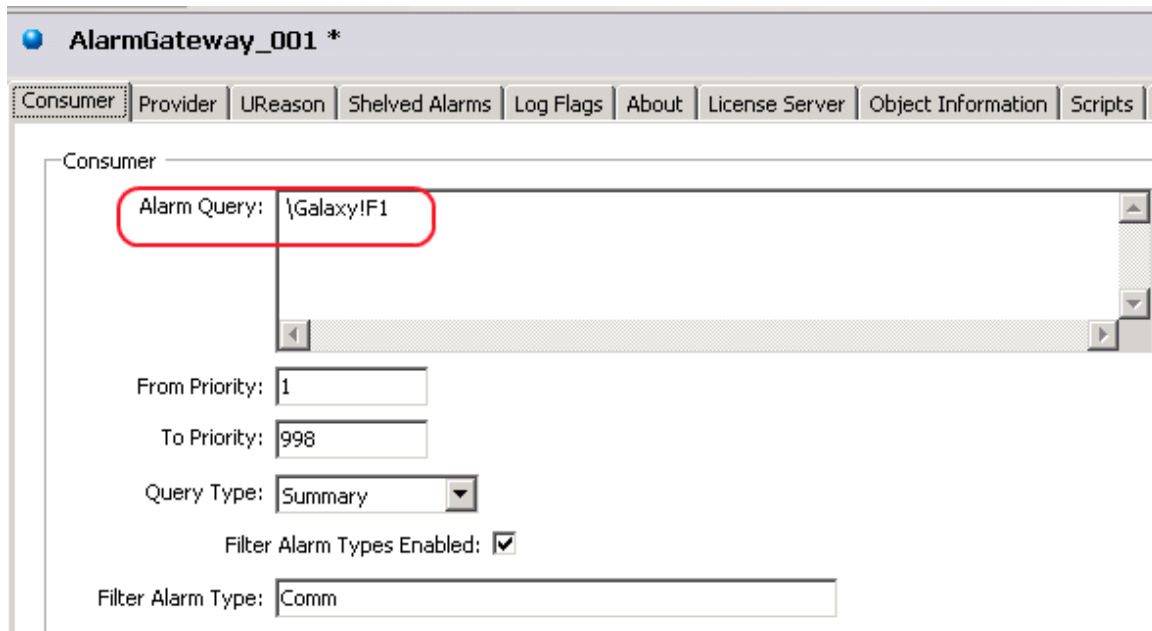 AlarmGateway_001 *
Consumer Provider UReason Shelved Alarms Log Flags About License Server Object Information Scripts
Consumer
Alarm Query: \Galaxy!F1
From Priority: 1
To Priority: 998
Query Type: Summary
Filter Alarm Types Enabled:
Filter Alarm Type: Comm